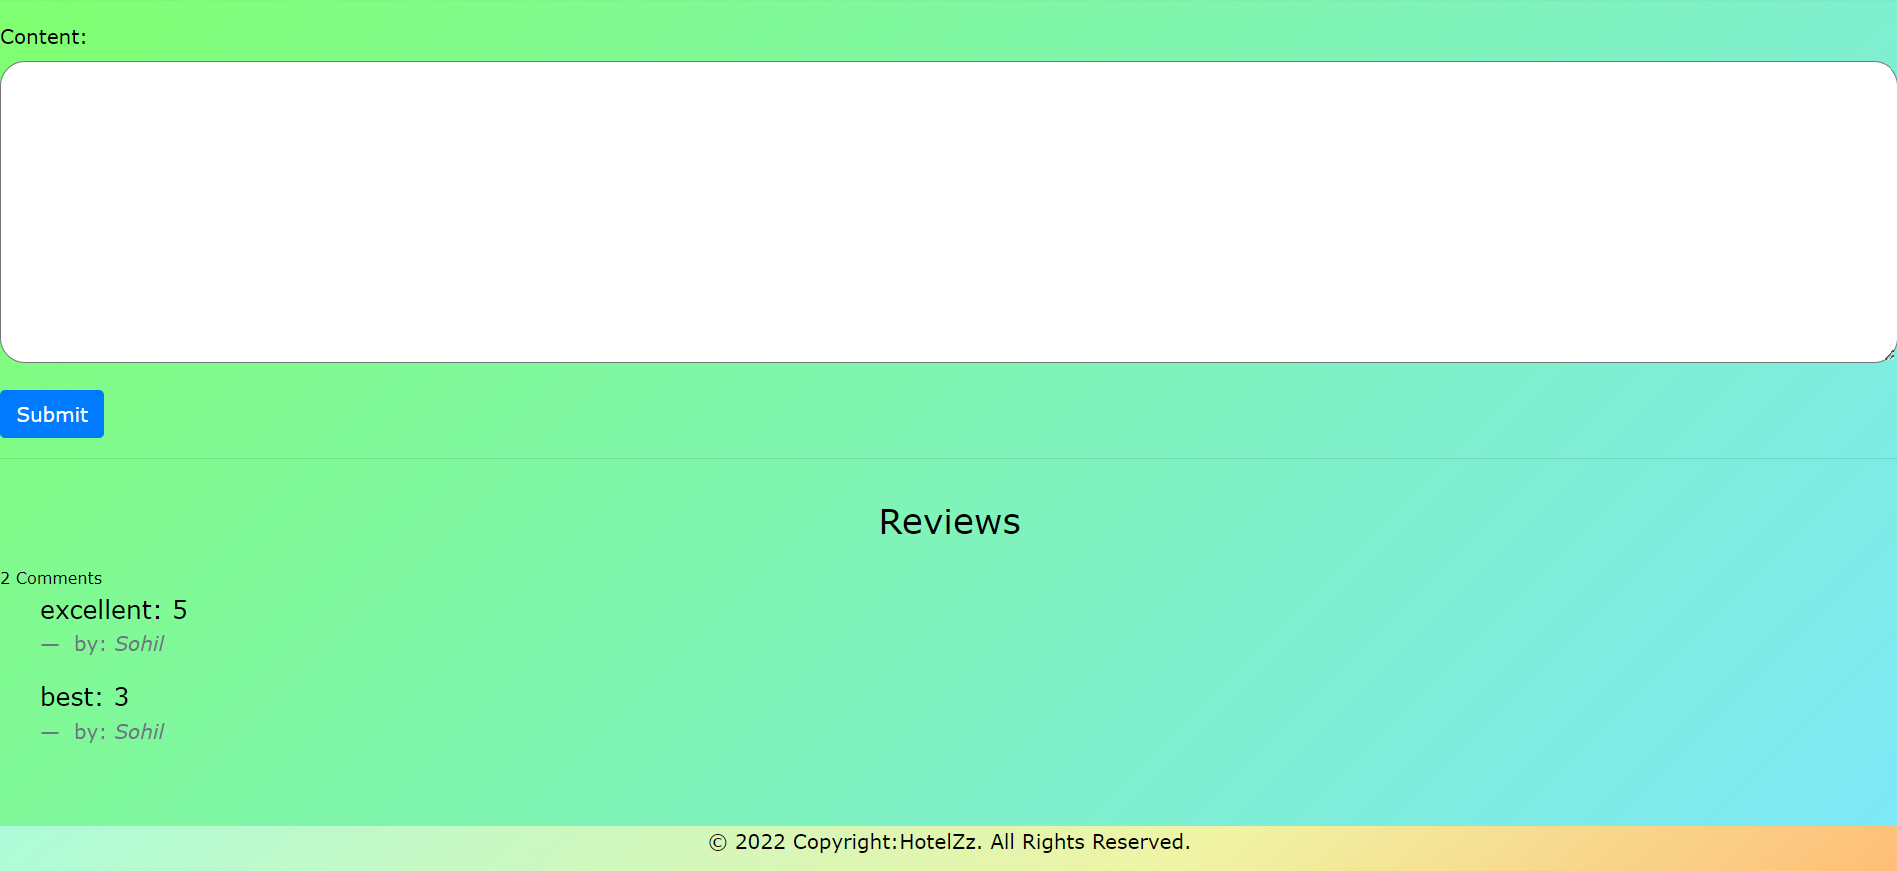 Content:
Submit
Reviews
2 Comments
excellent: 5
— by: Sohil
best: 3
— by: Sohil
© 2022 Copyright:HotelZz. All Rights Reserved.